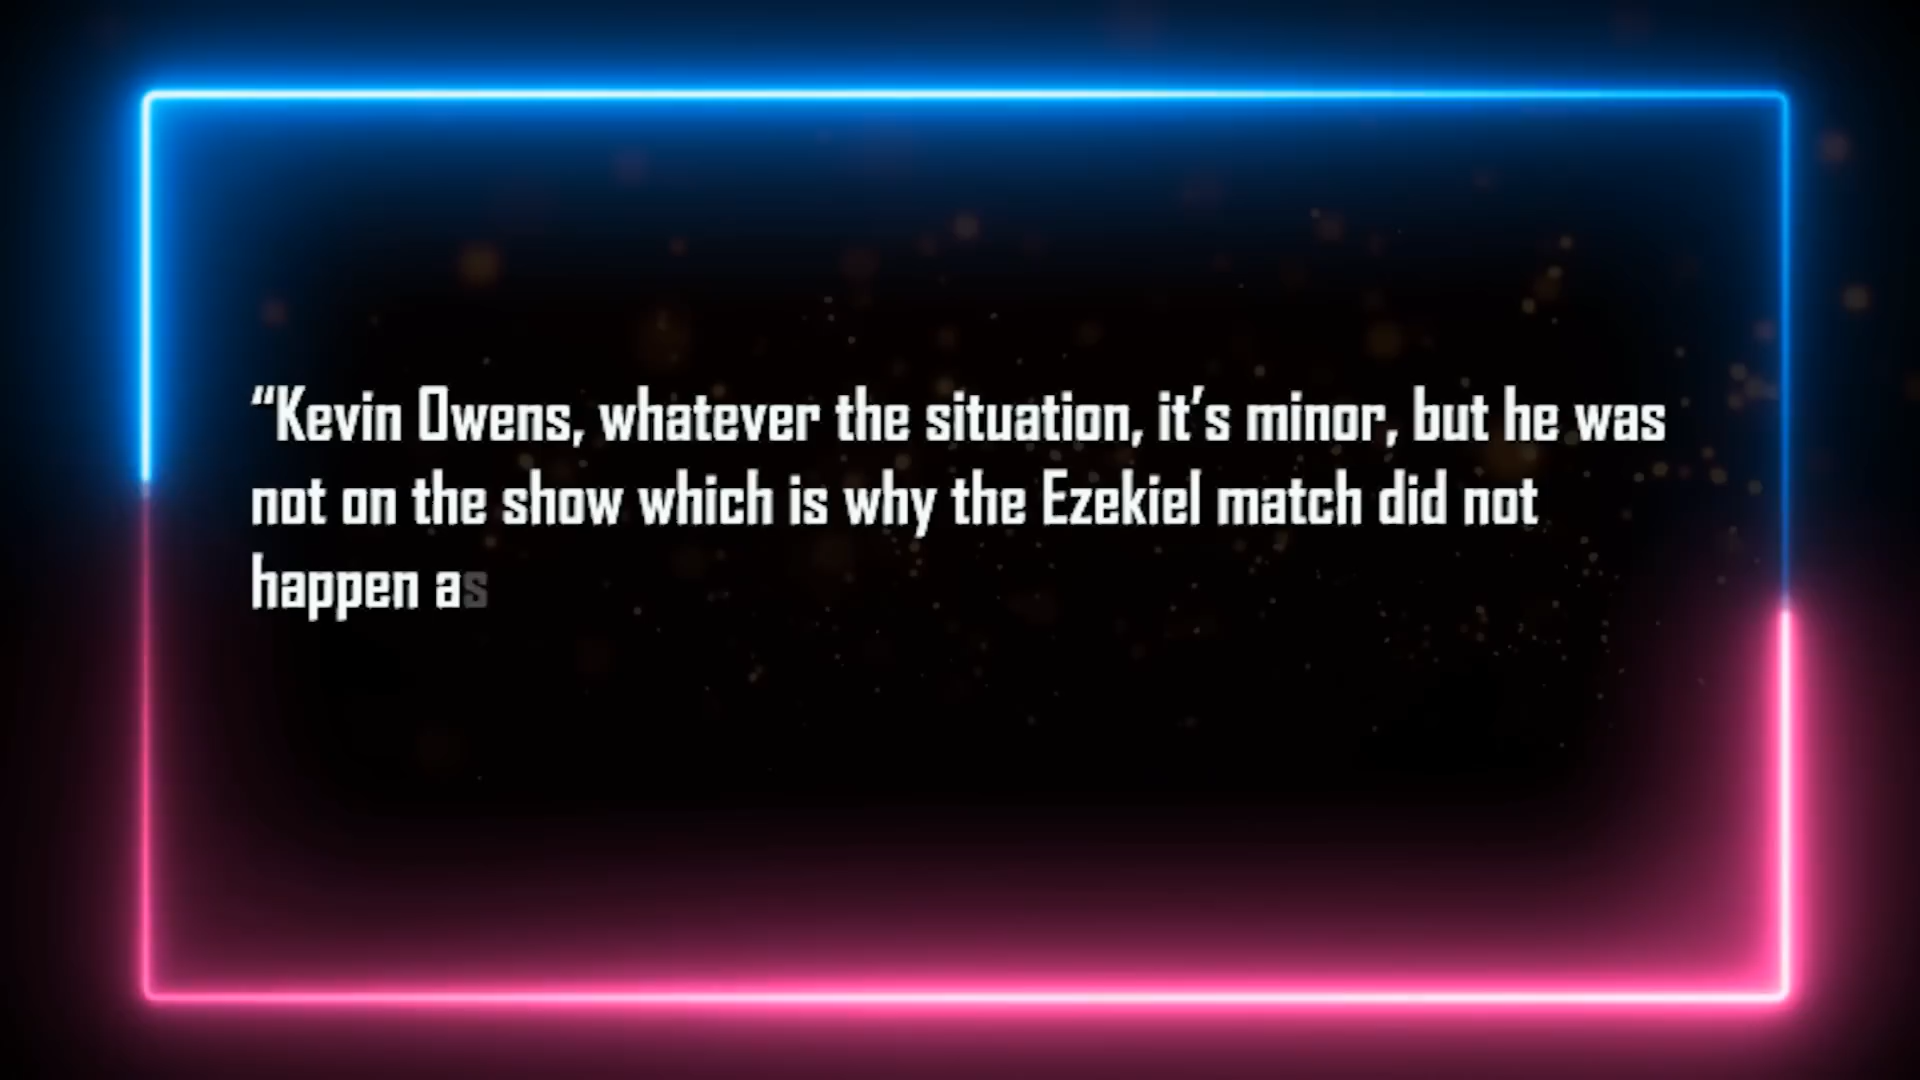 “Kevin Owens, whatever the situation, it’s minor, but he was
not on the show which is why the Ezekiel match did not
happen as